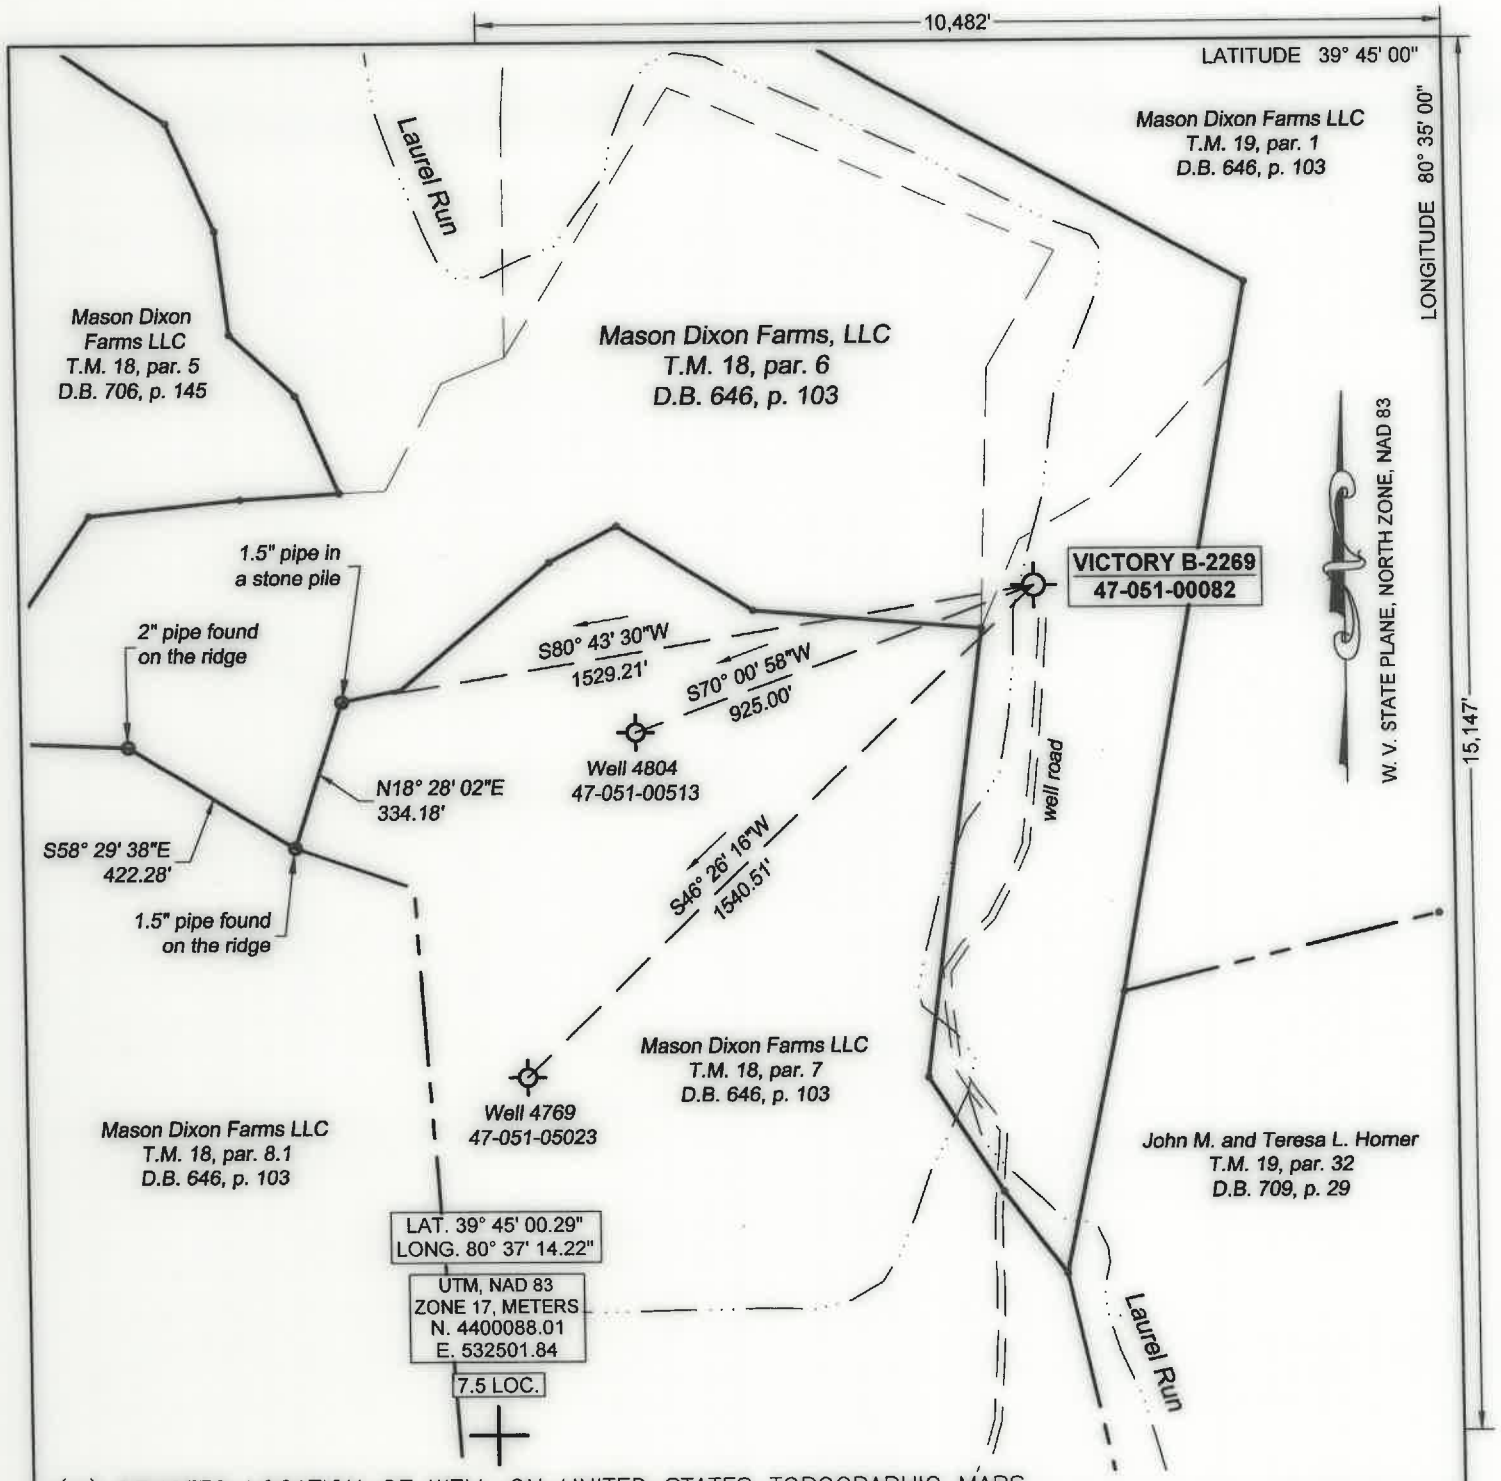 10,482'
LATITUDE 39° 45' 00"
LONGITUDE 80° 35' 00"
Mason Dixon Farms LLC
T.M. 19, par. 1
D.B. 646, p. 103
Laurel Run
Mason Dixon
Farms LLC
T.M. 18, par. 5
D.B. 706, p. 145
Mason Dixon Farms, LLC
T.M. 18, par. 6
D.B. 646, p. 103
W. V. STATE PLANE, NORTH ZONE, NAD 83
15,147'
1.5" pipe in
a stone pile
VICTORY B-2269
47-051-00082
2" pipe found
on the ridge
S80° 43' 30"W
1529.21'
S70° 00' 58"W
925.00'
Well 4804
47-051-00513
well road
N18° 28' 02"E
334.18'
S58° 29' 38"E
422.28'
S46° 26' 16"W
1540.51'
1.5" pipe found
on the ridge
Mason Dixon Farms LLC
T.M. 18, par. 7
D.B. 646, p. 103
Well 4769
47-051-05023
Mason Dixon Farms LLC
T.M. 18, par. 8.1
D.B. 646, p. 103
John M. and Teresa L. Horner
T.M. 19, par. 32
D.B. 709, p. 29
LAT. 39° 45' 00.29"
LONG. 80° 37' 14.22"
UTM, NAD 83
ZONE 17, METERS
N. 4400088.01
E. 532501.84
7.5 LOC.
Laurel Run
LOCATION OF WELL ON UNITED STATES TOPOGRAPHIC MAPS